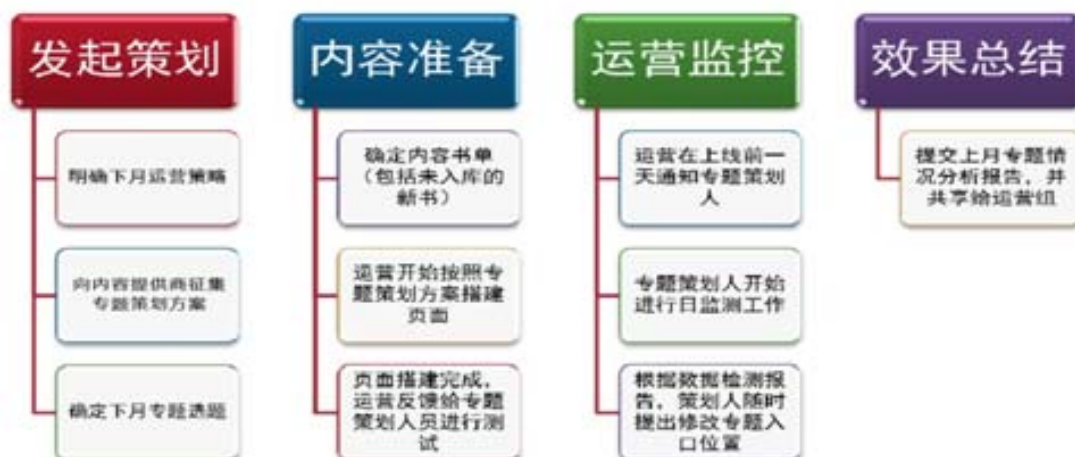 发起策划
明确下月运营策略
向内容提供商征集
专题策划方案
确定下月专题选题
内容准备
确定内容书单
（包括未入库的
新书）
运营开始按照专
题策划方案搭建
页面
页面搭建完成，
运营反馈给专题
策划人员进行测
试
运营监控
运营在上线前一
天通知专题策划
人
专题策划人开始
进行日监测工作
根据数据检测报
告，策划人随时
提出修改专题入
口位置
效果总结
提交上月专题情
况分析报告，并
共享给运营组